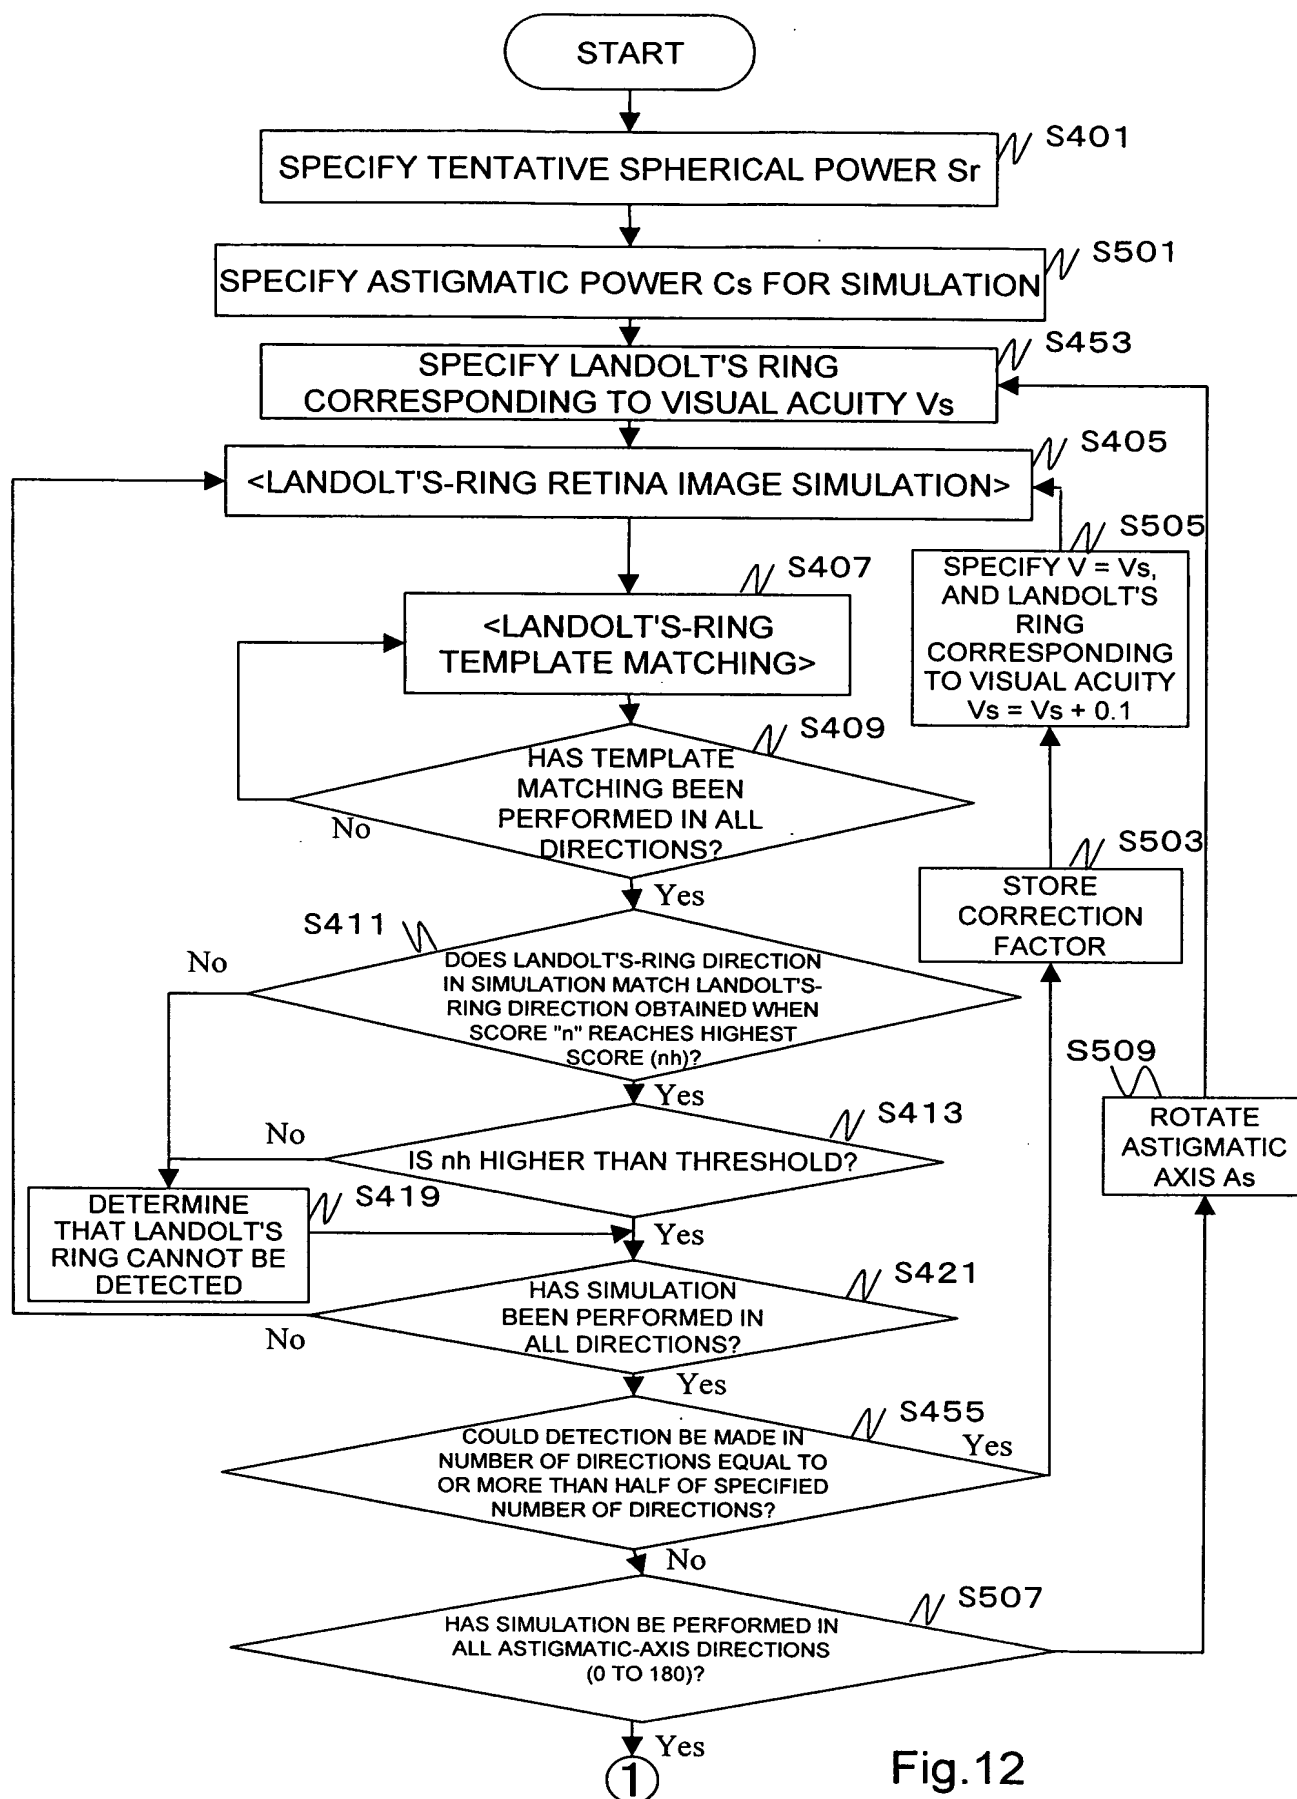 START
S401
SPECIFY TENTATIVE SPHERICAL POWER Sr
S501
SPECIFY ASTIGMATIC POWER Cs FOR SIMULATION
S453
SPECIFY LANDOLT'S RING
CORRESPONDING TO VISUAL ACUITY Vs
S405
<LANDOLT'S-RING RETINA IMAGE SIMULATION>
S505
SPECIFY V = Vs,
AND LANDOLT'S
RING
CORRESPONDING
TO VISUAL ACUITY
Vs = Vs + 0.1
S407
<LANDOLT'S-RING
TEMPLATE MATCHING>
S409
HAS TEMPLATE
MATCHING BEEN
PERFORMED IN ALL
DIRECTIONS?
No
Yes
S503
STORE
CORRECTION
FACTOR
S411
No
DOES LANDOLT'S-RING DIRECTION
IN SIMULATION MATCH LANDOLT'S-
RING DIRECTION OBTAINED WHEN
SCORE "n" REACHES HIGHEST
SCORE (nh)?
Yes
S509
ROTATE
ASTIGMATIC
AXIS As
S413
No
IS nh HIGHER THAN THRESHOLD?
Yes
S419
DETERMINE
THAT LANDOLT'S
RING CANNOT BE
DETECTED
S421
HAS SIMULATION
BEEN PERFORMED IN
ALL DIRECTIONS?
No
Yes
S455
Yes
COULD DETECTION BE MADE IN
NUMBER OF DIRECTIONS EQUAL TO
OR MORE THAN HALF OF SPECIFIED
NUMBER OF DIRECTIONS?
No
S507
HAS SIMULATION BE PERFORMED IN
ALL ASTIGMATIC-AXIS DIRECTIONS
(0 TO 180)?
Yes
1
Fig.12